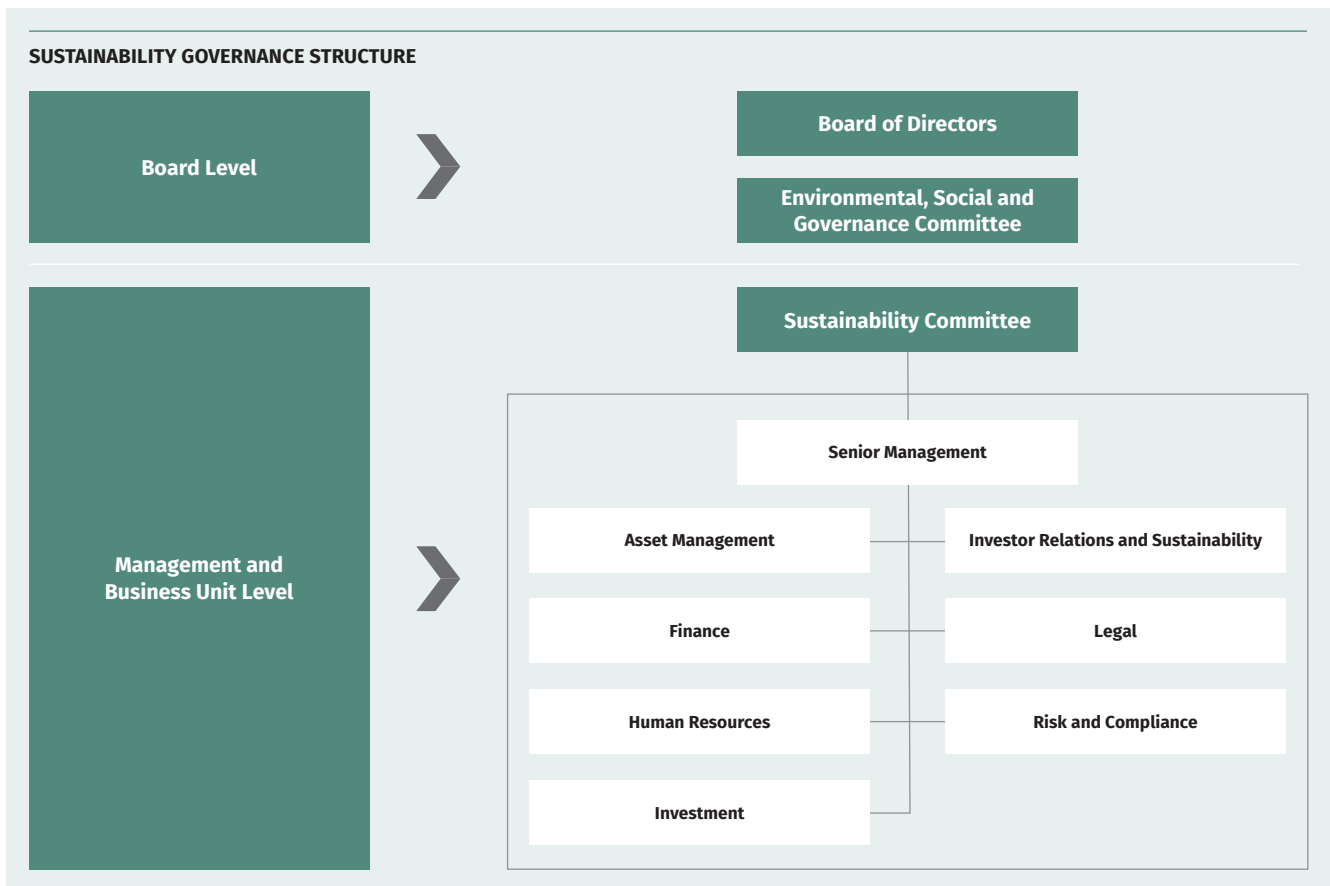 SUSTAINABILITY GOVERNANCE STRUCTURE
Board Level
Board of Directors
Environmental, Social and
Governance Committee
Management and
Business Unit Level
Sustainability Committee
Senior Management
Asset Management
Investor Relations and Sustainability
Finance
Legal
Human Resources
Risk and Compliance
Investment